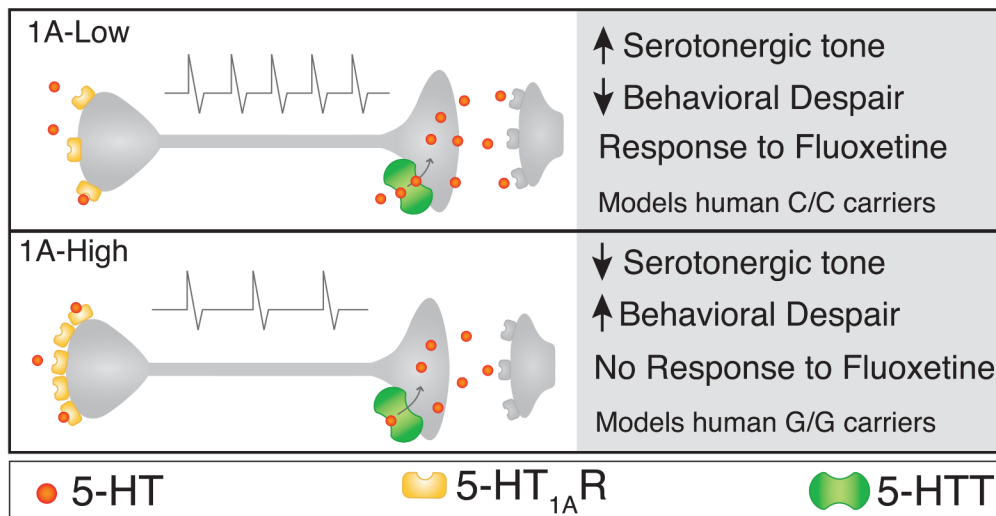 1A-Low
↑ Serotonergic tone
↓ Behavioral Despair
Response to Fluoxetine
Models human C/C carriers
1A-High
↓ Serotonergic tone
↑ Behavioral Despair
No Response to Fluoxetine
Models human G/G carriers
5-HT 5-HT1AR 5-HTT